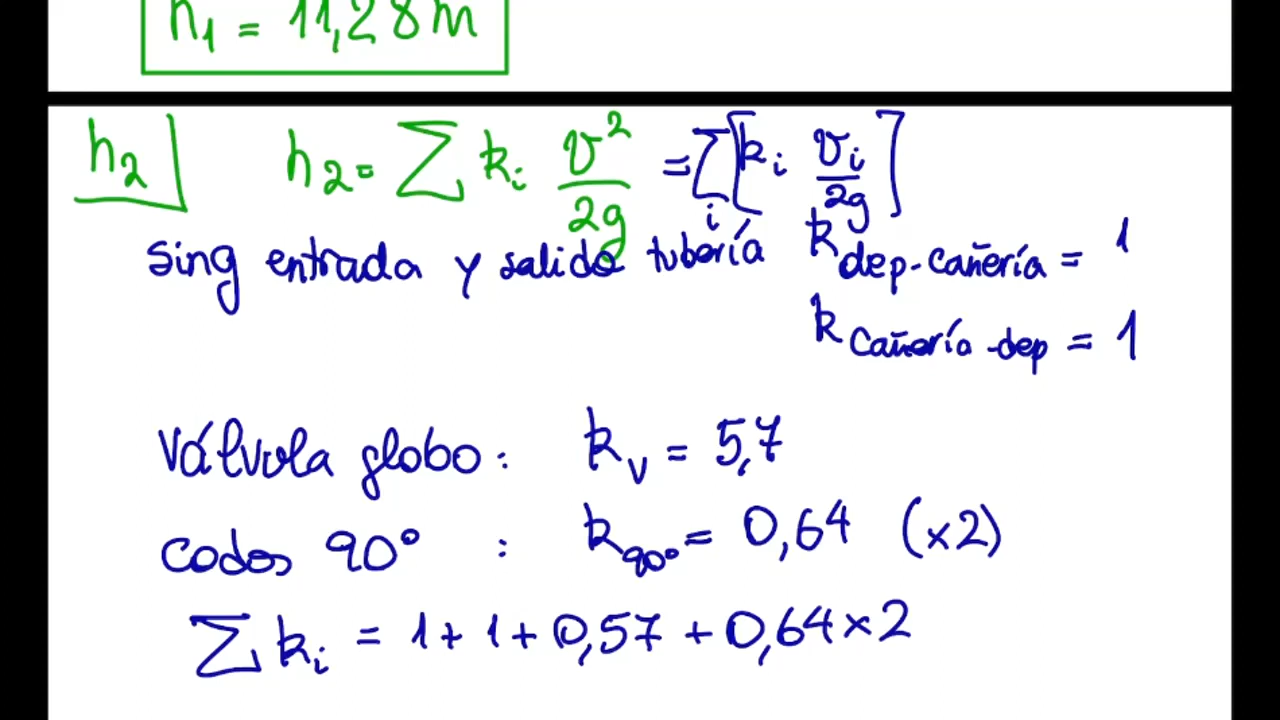 h₁ = 11,28 m
h₂ h₂ = ∑ kᵢ v²/2g = ∑ᵢ [kᵢ vᵢ/2g]
sing entrada y salida tubería k dep-cañería = 1
k cañería-dep = 1
válvula globo : kᵥ = 5,7
codos 90° : k₉₀° = 0,64 (x2)
∑ kᵢ = 1 + 1 + 0,57 + 0,64 x 2